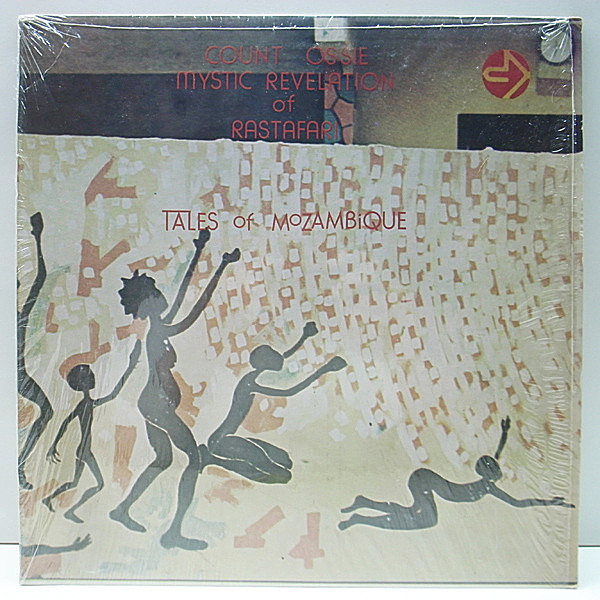 COUNT OSSIE
MYSTIC REVELATION
of
RASTAFARI
TALES of MoZAMBiQUE